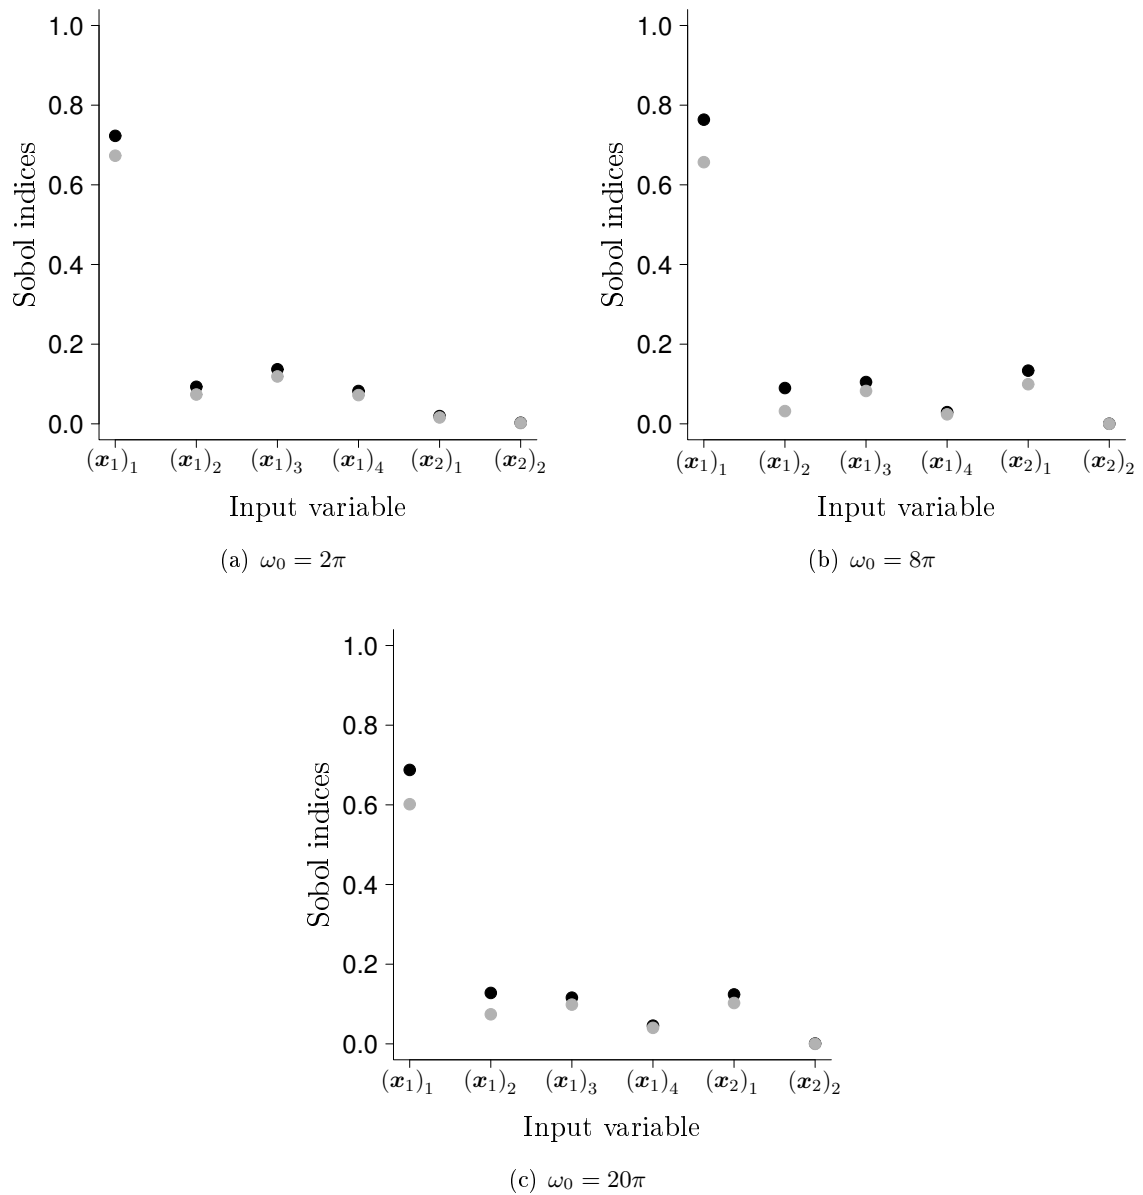 1.0
0.8
0.6
0.4
0.2
0.0
Sobol indices
(x₁)₁ (x₁)₂ (x₁)₃ (x₁)₄ (x₂)₁ (x₂)₂
Input variable
(a) ω₀ = 2π
1.0
0.8
0.6
0.4
0.2
0.0
Sobol indices
(x₁)₁ (x₁)₂ (x₁)₃ (x₁)₄ (x₂)₁ (x₂)₂
Input variable
(b) ω₀ = 8π
1.0
0.8
0.6
0.4
0.2
0.0
Sobol indices
(x₁)₁ (x₁)₂ (x₁)₃ (x₁)₄ (x₂)₁ (x₂)₂
Input variable
(c) ω₀ = 20π